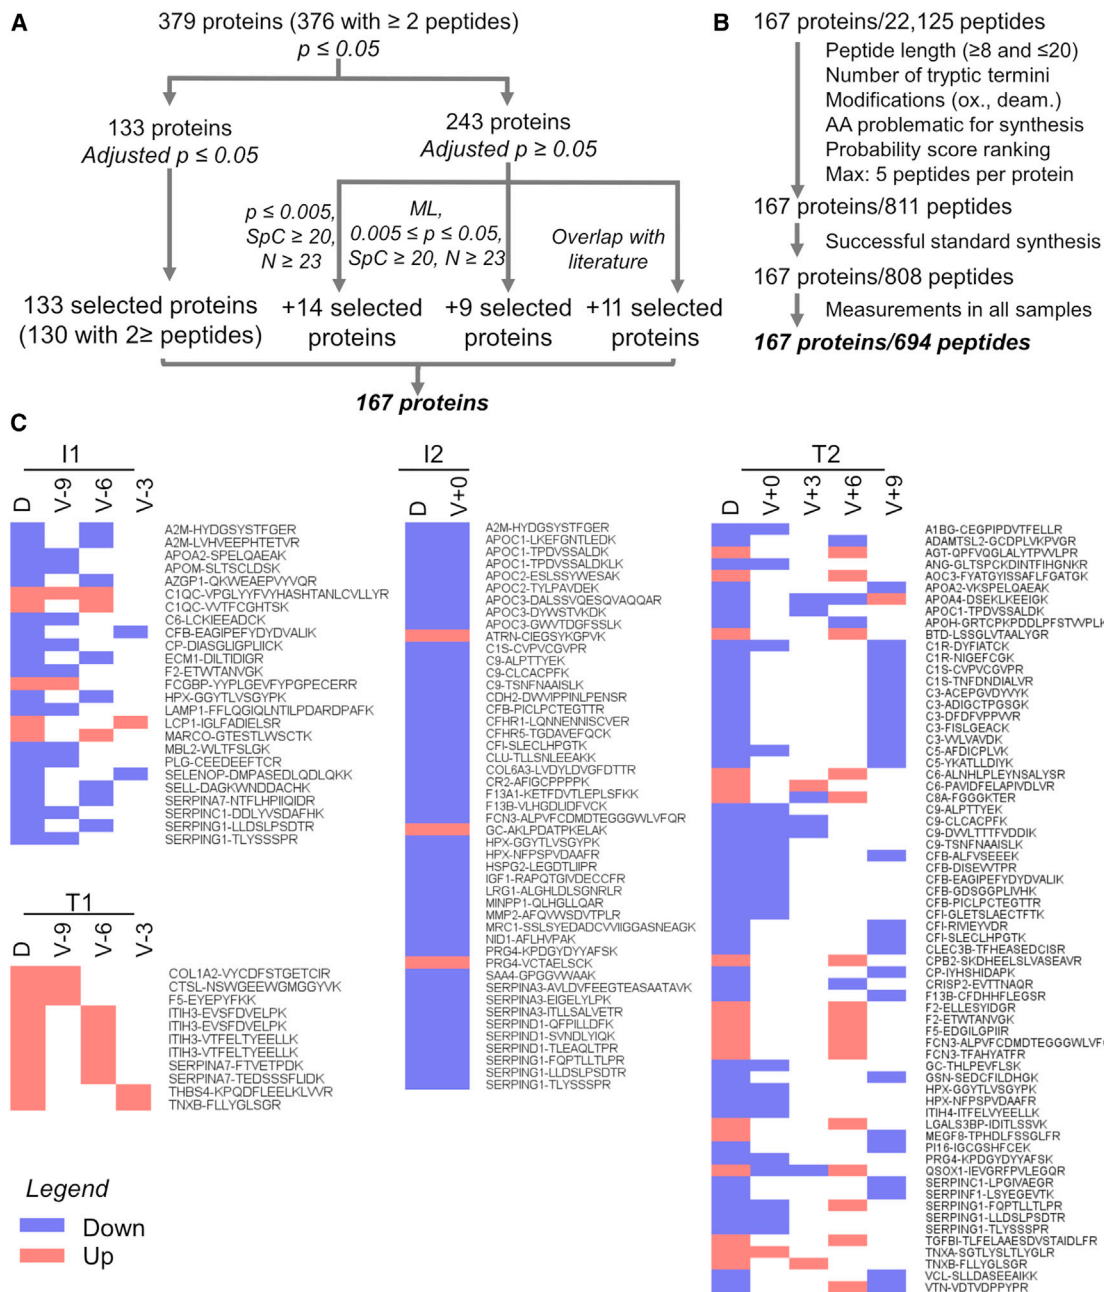 A
379 proteins (376 with ≥ 2 peptides)
p ≤ 0.05
133 proteins
Adjusted p ≤ 0.05
243 proteins
Adjusted p ≥ 0.05
p ≤ 0.005,
SpC ≥ 20,
N ≥ 23
ML,
0.005 ≤ p ≤ 0.05,
SpC ≥ 20, N ≥ 23
Overlap with
literature
133 selected proteins
(130 with 2≥ peptides)
+14 selected
proteins
+9 selected
proteins
+11 selected
proteins
167 proteins
B
167 proteins/22,125 peptides
Peptide length (≥8 and ≤20)
Number of tryptic termini
Modifications (ox., deam.)
AA problematic for synthesis
Probability score ranking
Max: 5 peptides per protein
167 proteins/811 peptides
Successful standard synthesis
167 proteins/808 peptides
Measurements in all samples
167 proteins/694 peptides
C
I1
D
V-9
V-6
V-3
A2M-HYDGSYSTFGER
A2M-LVHVEEPHTETVR
APOA2-SPELQAEAK
APOM-SLTSCLDSK
AZGP1-QKWEAEPVYVQR
C1QC-VPGLYYFVYHASHTANLCVLLYR
C1QC-VVTFCGHTSK
C6-LCKIEEADCK
CFB-EAGIPEFYDYDVALIK
CP-DIASGLIGPLIICK
ECM1-DILTIDIGR
F2-ETWTANVGK
FCGBP-YYPLGEVFYPGPECERR
HPX-GGYTLVSGYPK
LAMP1-FFLQGIQLNTILPDARDPAFK
LCP1-IGLFADIELSR
MARCO-GTESTLWSCTK
MBL2-WLTFSLGK
PLG-CEEDEEFTCR
SELENOP-DMPASEDLQDLQKK
SELL-DAGKWNDDACHK
SERPINA7-NTFLHPIIQIDR
SERPINC1-DDLYVSDAFHK
SERPING1-LLDSLPSDTR
SERPING1-TLYSSSPR
T1
D
V-9
V-6
V-3
COL1A2-VYCDFSTGETCIR
CTSL-NSWGEEWGMGGYVK
F5-EYEPYFKK
ITIH3-EVSFDVELPK
ITIH3-EVSFDVELPK
ITIH3-VTFELTYEELLK
ITIH3-VTFELTYEELLK
SERPINA7-FTVETPDK
SERPINA7-TEDSSSFLIDK
THBS4-KPQDFLEELKLVVR
TNXB-FLLYGLSGR
Legend
Down
Up
I2
D
V+0
A2M-HYDGSYSTFGER
APOC1-LKEFGNTLEDK
APOC1-TPDVSSALDK
APOC1-TPDVSSALDKLK
APOC2-ESLSSYWESAK
APOC2-TYLPAVDEK
APOC3-DALSSVQESQVAQQAR
APOC3-DYWSTVKDK
APOC3-GWVTDGFSSLK
ATRN-CIEGSYKGPVK
C1S-CVPVCGVPR
C9-ALPTTYEK
C9-CLCACPFK
C9-TSNFNAAISLK
CDH2-DWVIPPINLPENSR
CFB-PICLPCTEGTTR
CFHR1-LQNNENNISCVER
CFHR5-TGDAVEFQCK
CFI-SLECLHPGTK
CLU-TLLSNLEEAKK
COL6A3-LVDYLDVGFDTTR
CR2-AFIGCPPPPK
F13A1-KETFDVTLEPLSFKK
F13B-VLHGDLIDFVCK
FCN3-ALPVFCDMDTEGGGWLVFQR
GC-AKLPDATPKELAK
HPX-GGYTLVSGYPK
HPX-NFPSPVDAAFR
HSPG2-LEGDTLIIPR
IGF1-RAPQTGIVDECCFR
LRG1-ALGHLDLSGNRLR
MINPP1-QLHGLLQAR
MMP2-AFQVWSDVTPLR
MRC1-SSLSYEDADCVVIIGGASNEAGK
NID1-AFLHVPAK
PRG4-KPDGYDYYAFSK
PRG4-VCTAELSCK
SAA4-GPGGVWAAK
SERPINA3-AVLDVFEEGTEASAATAVK
SERPINA3-EIGELYLPK
SERPINA3-ITLLSALVETR
SERPIND1-QFPILLDFK
SERPIND1-SVNDLYIQK
SERPIND1-TLEAQLTPR
SERPING1-FQPTLLTLPR
SERPING1-LLDSLPSDTR
SERPING1-TLYSSSPR
T2
D
V+0
V+3
V+6
V+9
A1BG-CEGPIPDVTFELLR
ADAMTSL2-GCDPLVKPVGR
AGT-QPFVQGLALYTPVVLPR
ANG-GLTSPCKDINTFIHGNKR
AOC3-FYATGYISSAFLFGATGK
APOA2-VKSPELQAEAK
APOA4-DSEKLKEEIGK
APOC1-TPDVSSALDK
APOH-GRTCPKPDDLPFSTVVPLK
BTD-LSSGLVTAALYGR
C1R-DYFIATCK
C1R-NIGEFCGK
C1S-CVPVCGVPR
C1S-TNFDNDIALVR
C3-ACEPGVDYVYK
C3-ADIGCTPGSGK
C3-DFDFVPPVVR
C3-FISLGEACK
C3-VVLVAVDK
C5-AFDICPLVK
C5-YKATLLDIYK
C6-ALNHLPLEYNSALYSR
C6-PAVIDFELAPIVDLVR
C8A-FGGGKTER
C9-ALPTTYEK
C9-CLCACPFK
C9-DVVLTTTFVDDIK
C9-TSNFNAAISLK
CFB-ALFVSEEEK
CFB-DISEVVTPR
CFB-EAGIPEFYDYDVALIK
CFB-GDSGGPLIVHK
CFB-PICLPCTEGTTR
CFI-GLETSLAECTFTK
CFI-RIVIEYVDR
CFI-SLECLHPGTK
CLEC3B-TFHEASEDCISR
CPB2-SKDHEELSLVASEAVR
CP-IYHSHIDAPK
CRISP2-EVTTNAQR
F13B-CFDHHFLEGSR
F2-ELLESYIDGR
F2-ETWTANVGK
F5-EDGILGPIIR
FCN3-ALPVFCDMDTEGGGWLVF
FCN3-TFAHYATFR
GC-THLPEVFLSK
GSN-SEDCFILDHGK
HPX-GGYTLVSGYPK
HPX-NFPSPVDAAFR
ITIH4-ITFELVYEELLK
LGALS3BP-IDITLSSVK
MEGF8-TPHDLFSSGLFR
PI16-IGCGSHFCEK
PRG4-KPDGYDYYAFSK
QSOX1-IEVGRFPVLEGQR
SERPINC1-LPGIVAEGR
SERPINF1-LSYEGEVTK
SERPING1-FQPTLLTLPR
SERPING1-LLDSLPSDTR
SERPING1-TLYSSSPR
TGFBI-TLFELAAESDVSTAIDLFR
TNXA-SGTLYSLTLYGLR
TNXB-FLLYGLSGR
VCL-SLLDASEEAIKK
VTN-VDTVDPPYPR